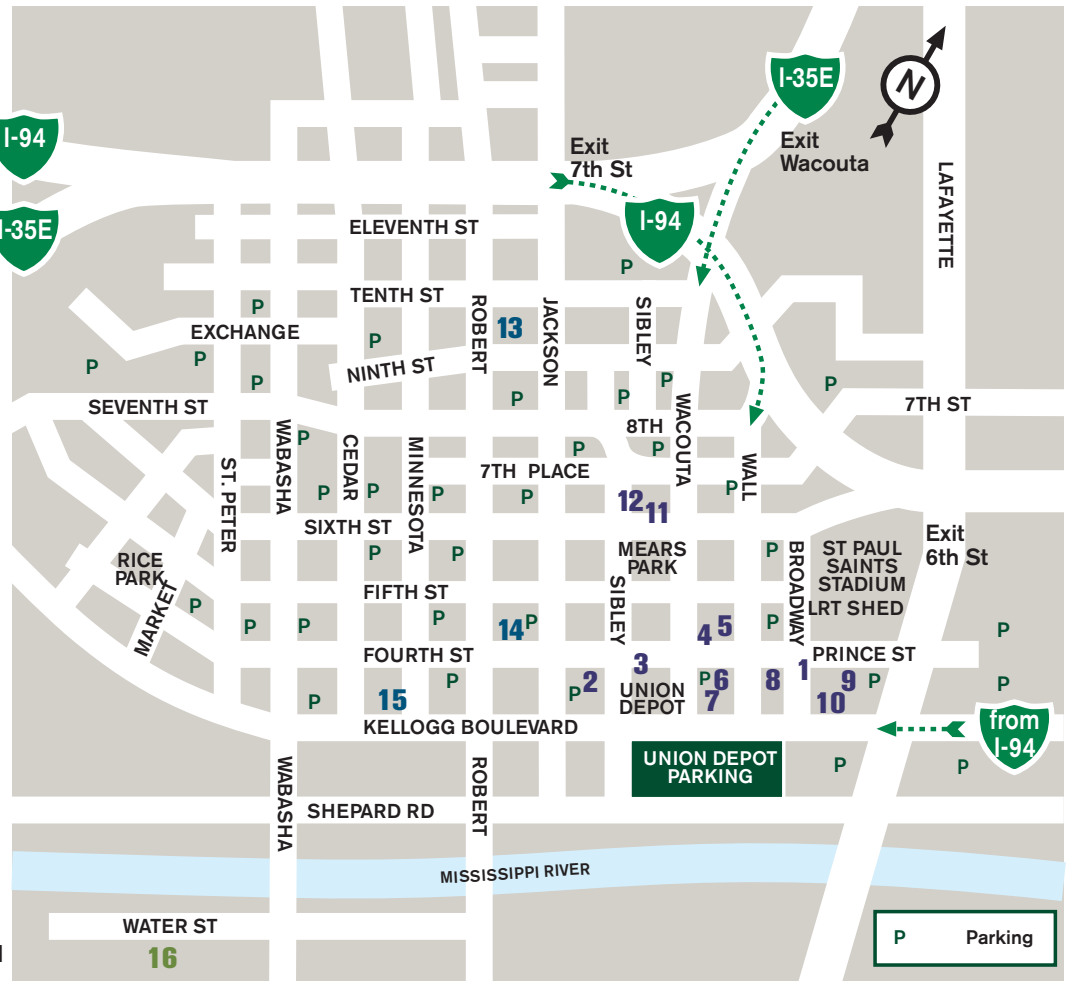 I-35E
N
I-94
Exit
7th St
Exit
Wacouta
LAFAYETTE
I-35E
I-94
ELEVENTH ST
P
TENTH ST
P
EXCHANGE
ROBERT
13
JACKSON
SIBLEY
P
P
P
NINTH ST
P
P
P
P
P
SEVENTH ST
7TH ST
WABASHA
P
CEDAR
MINNESOTA
8TH
WACOUTA
P
P
ST. PETER
7TH PLACE
WALL
P
P
P
P
P
12
11
SIXTH ST
P
P
MEARS
PARK
P
BROADWAY
ST PAUL
SAINTS
STADIUM
LRT SHED
Exit
6th St
RICE
PARK
MARKET
FIFTH ST
SIBLEY
P
P
P
P
14
P
4
5
P
P
FOURTH ST
3
1
PRINCE ST
P
15
P
P
2
UNION
DEPOT
P
6
7
8
9
10
P
P
KELLOGG BOULEVARD
from
I-94
WABASHA
ROBERT
UNION DEPOT
PARKING
P
P
SHEPARD RD
MISSISSIPPI RIVER
WATER ST
16
P Parking